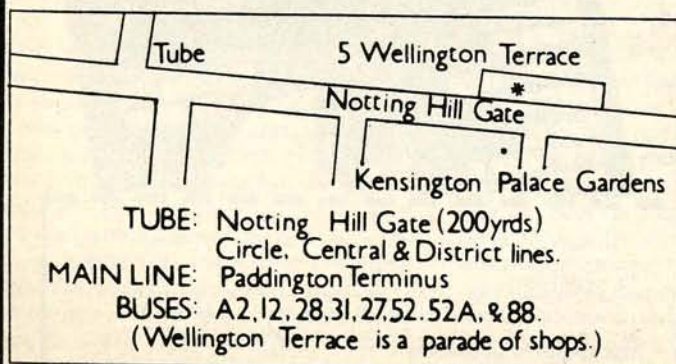 Tube
5 Wellington Terrace
*
Notting Hill Gate
Kensington Palace Gardens
TUBE: Notting Hill Gate (200yrds)
Circle. Central & District lines.
MAIN LINE: Paddington Terminus
BUSES: A2, 12, 28, 31, 27. 52. 52A, & 88.
(Wellington Terrace is a parade of shops.)